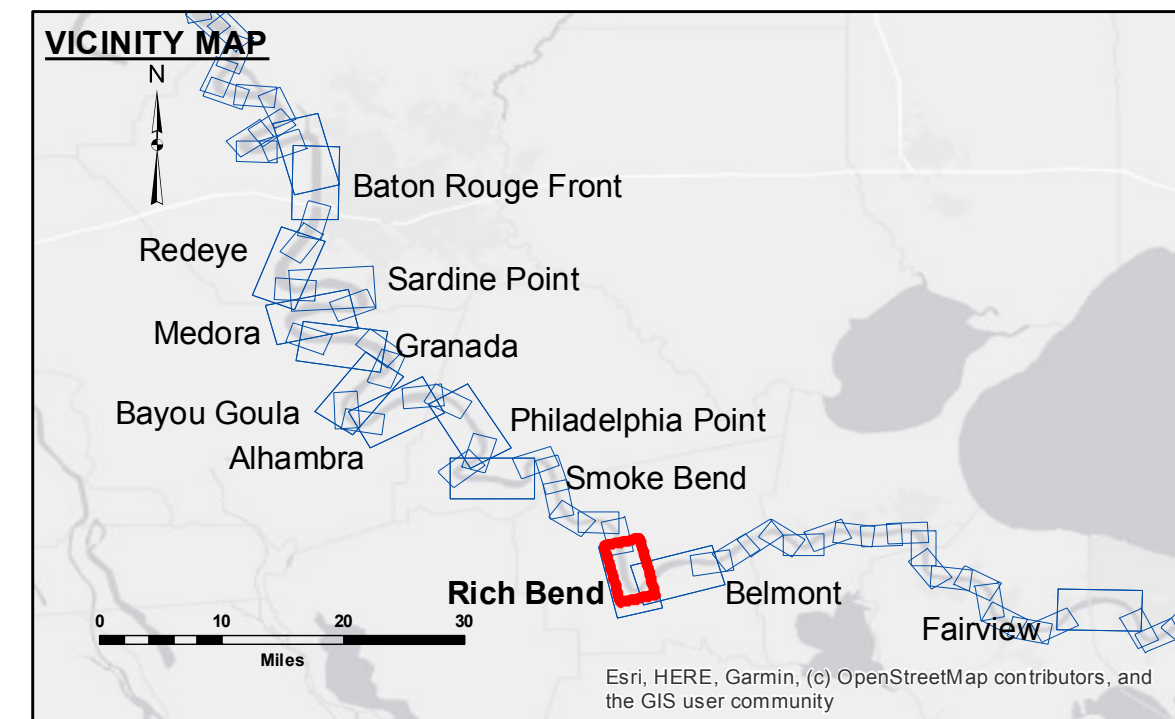 VICINITY MAP
N
Baton Rouge Front
Redeye
Sardine Point
Medora
Granada
Bayou Goula
Philadelphia Point
Alhambra
Smoke Bend
Rich Bend
Belmont
Fairview
0 10 20 30
Miles
Esri, HERE, Garmin, (c) OpenStreetMap contributors, and
the GIS user community